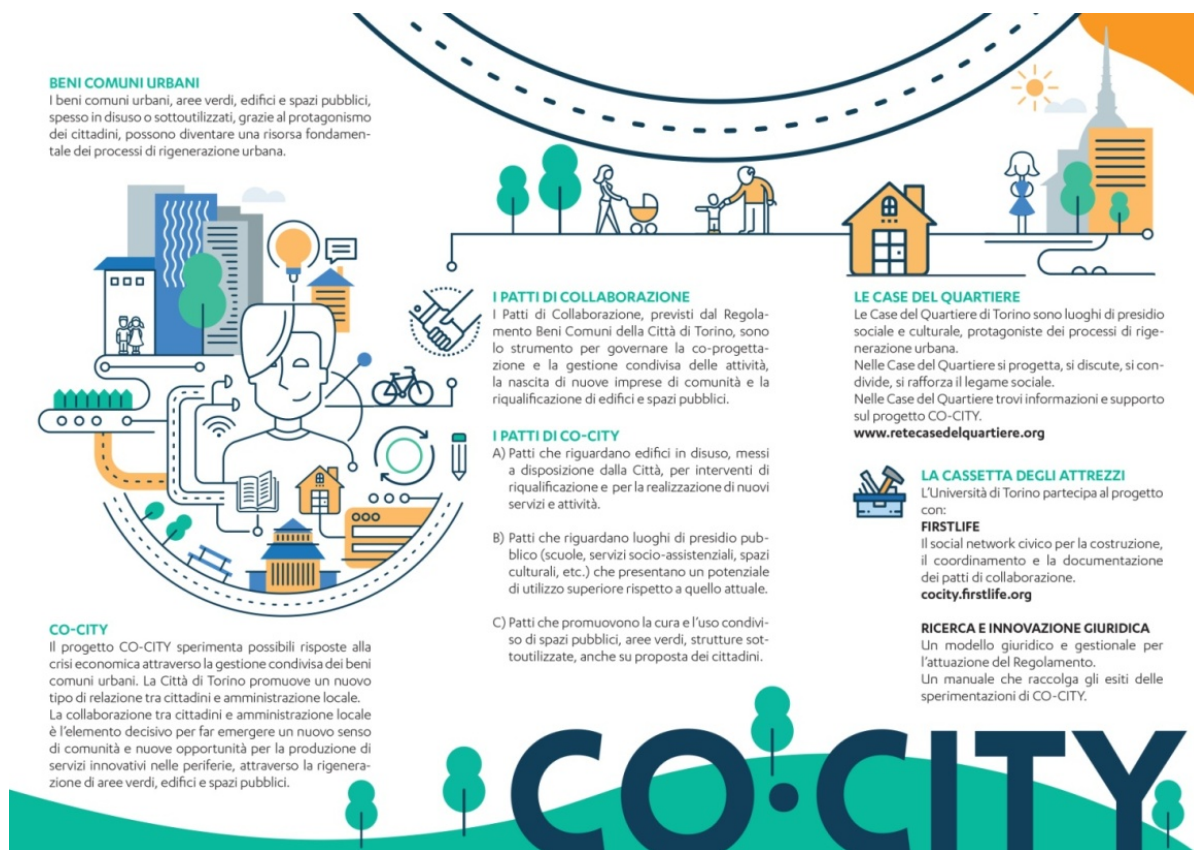 BENI COMUNI URBANI
I beni comuni urbani, aree verdi, edifici e spazi pubblici,
spesso in disuso o sottoutilizzati, grazie al protagonismo
dei cittadini, possono diventare una risorsa fondamen-
tale dei processi di rigenerazione urbana.
CO-CITY
Il progetto CO-CITY sperimenta possibili risposte alla
crisi economica attraverso la gestione condivisa dei beni
comuni urbani. La Città di Torino promuove un nuovo
tipo di relazione tra cittadini e amministrazione locale.
La collaborazione tra cittadini e amministrazione locale
è l'elemento decisivo per far emergere un nuovo senso
di comunità e nuove opportunità per la produzione di
servizi innovativi nelle periferie, attraverso la rigenera-
zione di aree verdi, edifici e spazi pubblici.
I PATTI DI COLLABORAZIONE
I Patti di Collaborazione, previsti dal Regola-
mento Beni Comuni della Città di Torino, sono
lo strumento per governare la co-progetta-
zione e la gestione condivisa delle attività,
la nascita di nuove imprese di comunità e la
riqualificazione di edifici e spazi pubblici.
I PATTI DI CO-CITY
A) Patti che riguardano edifici in disuso, messi
a disposizione dalla Città, per interventi di
riqualificazione e per la realizzazione di nuovi
servizi e attività.
B) Patti che riguardano luoghi di presidio pub-
blico (scuole, servizi socio-assistenziali, spazi
culturali, etc.) che presentano un potenziale
di utilizzo superiore rispetto a quello attuale.
C) Patti che promuovono la cura e l'uso condivi-
so di spazi pubblici, aree verdi, strutture sot-
toutilizzate, anche su proposta dei cittadini.
LE CASE DEL QUARTIERE
Le Case del Quartiere di Torino sono luoghi di presidio
sociale e culturale, protagoniste dei processi di rige-
nerazione urbana.
Nelle Case del Quartiere si progetta, si discute, si con-
divide, si rafforza il legame sociale.
Nelle Case del Quartiere trovi informazioni e supporto
sul progetto CO-CITY.
www.retecasedelquartiere.org
LA CASSETTA DEGLI ATTREZZI
L'Università di Torino partecipa al progetto
con:
FIRSTLIFE
Il social network civico per la costruzione,
il coordinamento e la documentazione
dei patti di collaborazione.
cocity.firstlife.org
RICERCA E INNOVAZIONE GIURIDICA
Un modello giuridico e gestionale per
l'attuazione del Regolamento.
Un manuale che raccolga gli esiti delle
sperimentazioni di CO-CITY.
CO•CITY